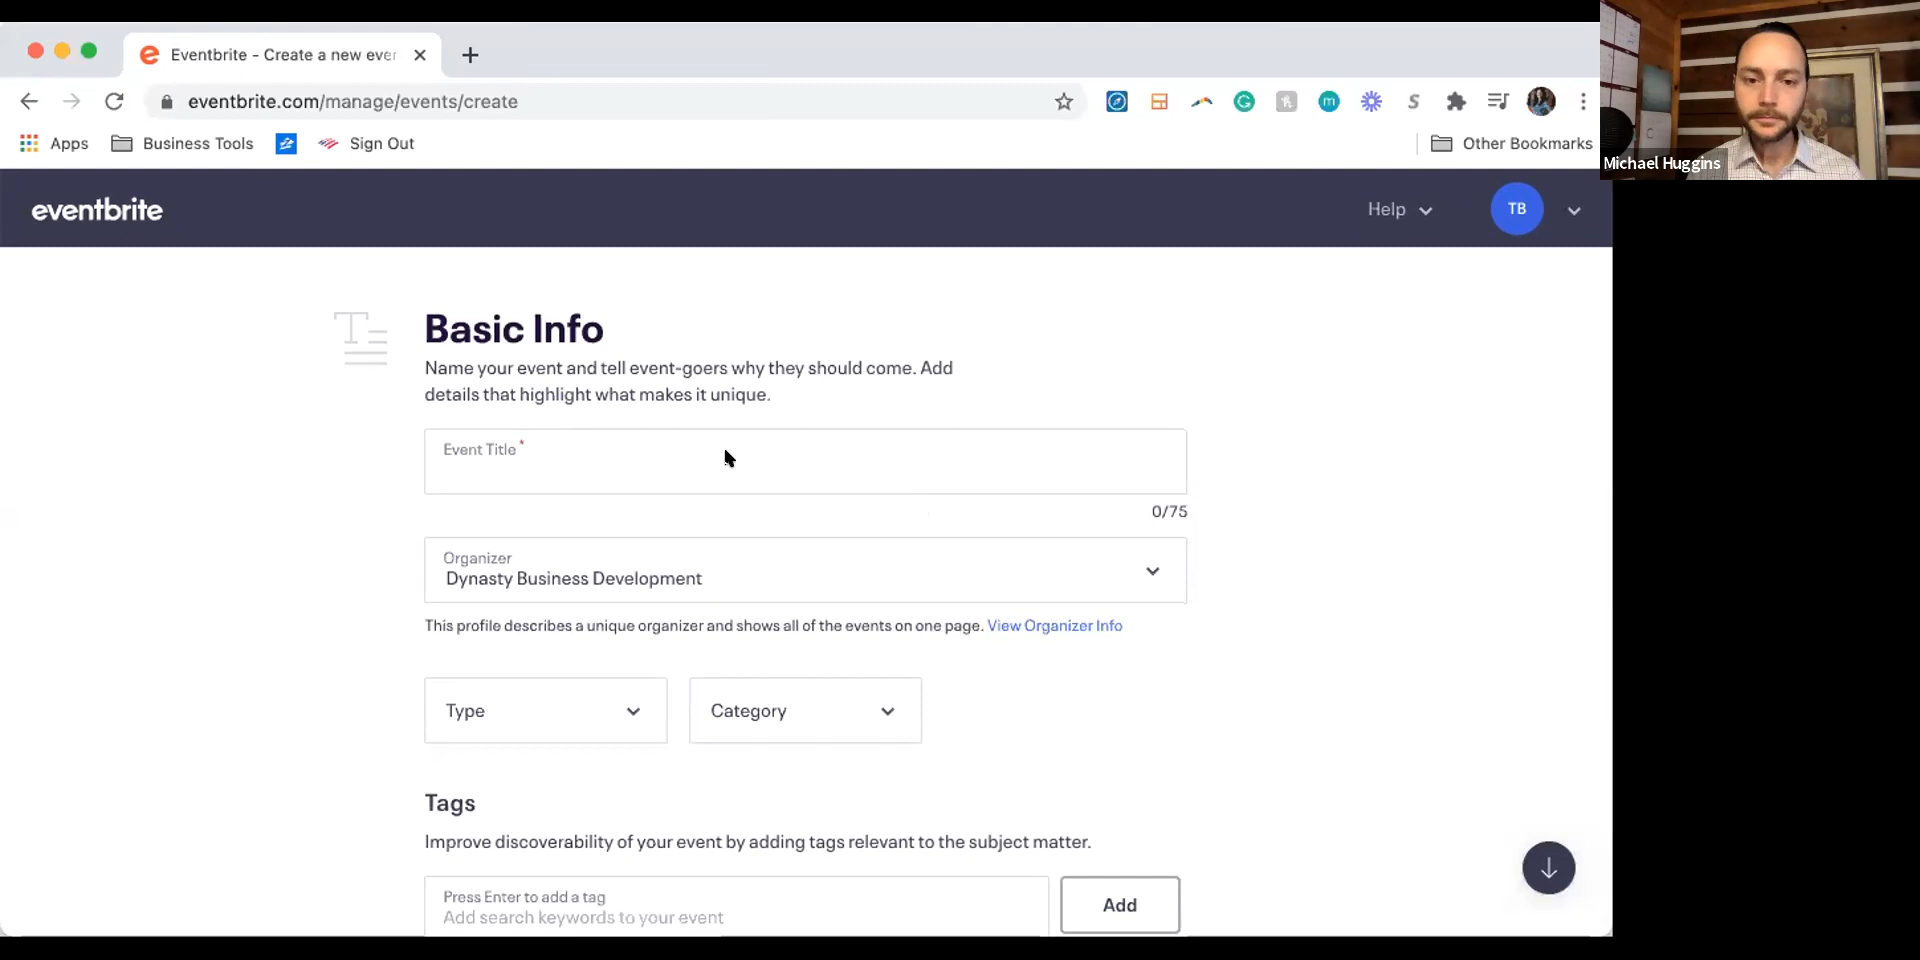 Eventbrite - Create a new ever
eventbrite.com/manage/events/create
Apps
Business Tools
Sign Out
Other Bookmarks
Michael Huggins
eventbrite
Help
TB
Basic Info
Name your event and tell event-goers why they should come. Add
details that highlight what makes it unique.
Event Title *
0/75
Organizer
Dynasty Business Development
This profile describes a unique organizer and shows all of the events on one page. View Organizer Info
Type
Category
Tags
Improve discoverability of your event by adding tags relevant to the subject matter.
Press Enter to add a tag
Add search keywords to your event
Add